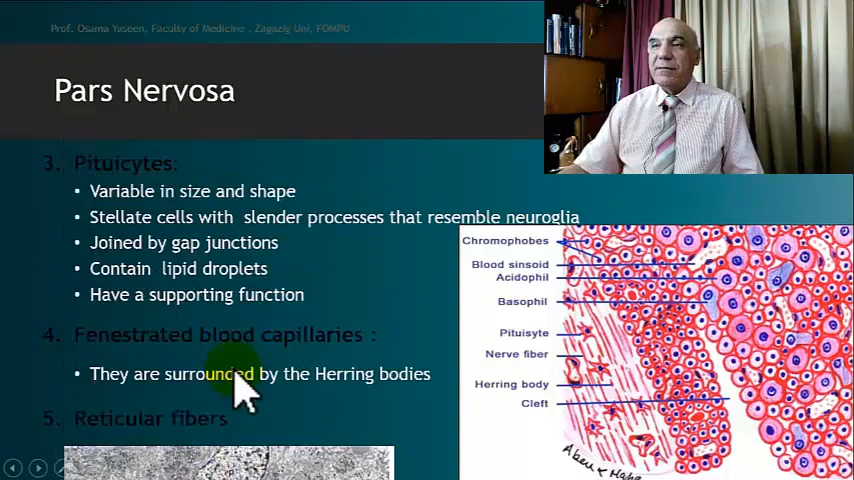 Prof. Osama Yaseen, Faculty of Medicine . Zagazig Uni, FOMPU
Pars Nervosa
3. Pituicytes:
• Variable in size and shape
• Stellate cells with slender processes that resemble neuroglia
• Joined by gap junctions
• Contain lipid droplets
• Have a supporting function
4. Fenestrated blood capillaries :
• They are surrounded by the Herring bodies
5. Reticular fibers
Chromophobes
Blood sinsoid
Acidophil
Basophil
Pituisyte
Nerve fiber
Herring body
Cleft